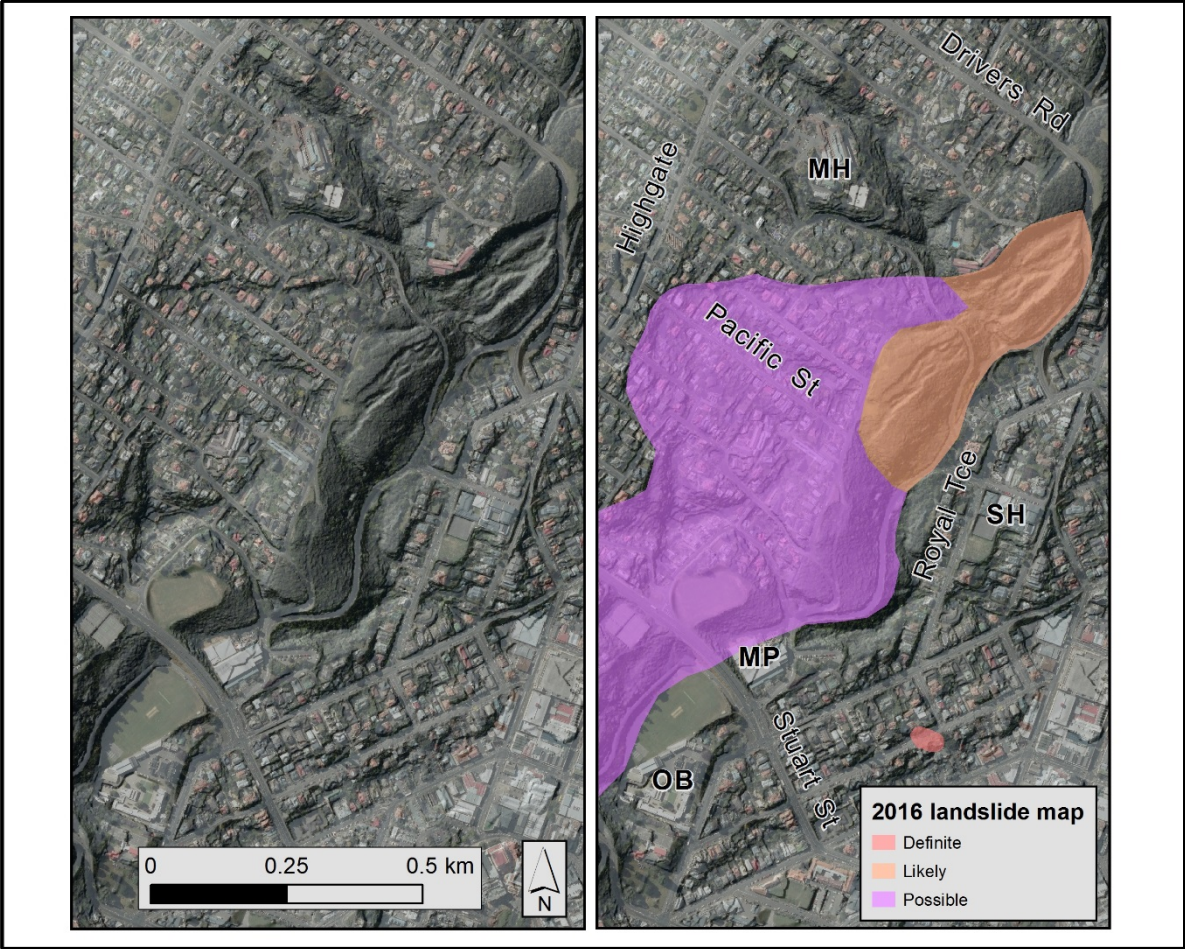 Drivers Rd
Highgate
MH
Pacific St
Royal Tce
SH
MP
Stuart St
OB
2016 landslide map
Definite
Likely
Possible
0 0.25 0.5 km
N